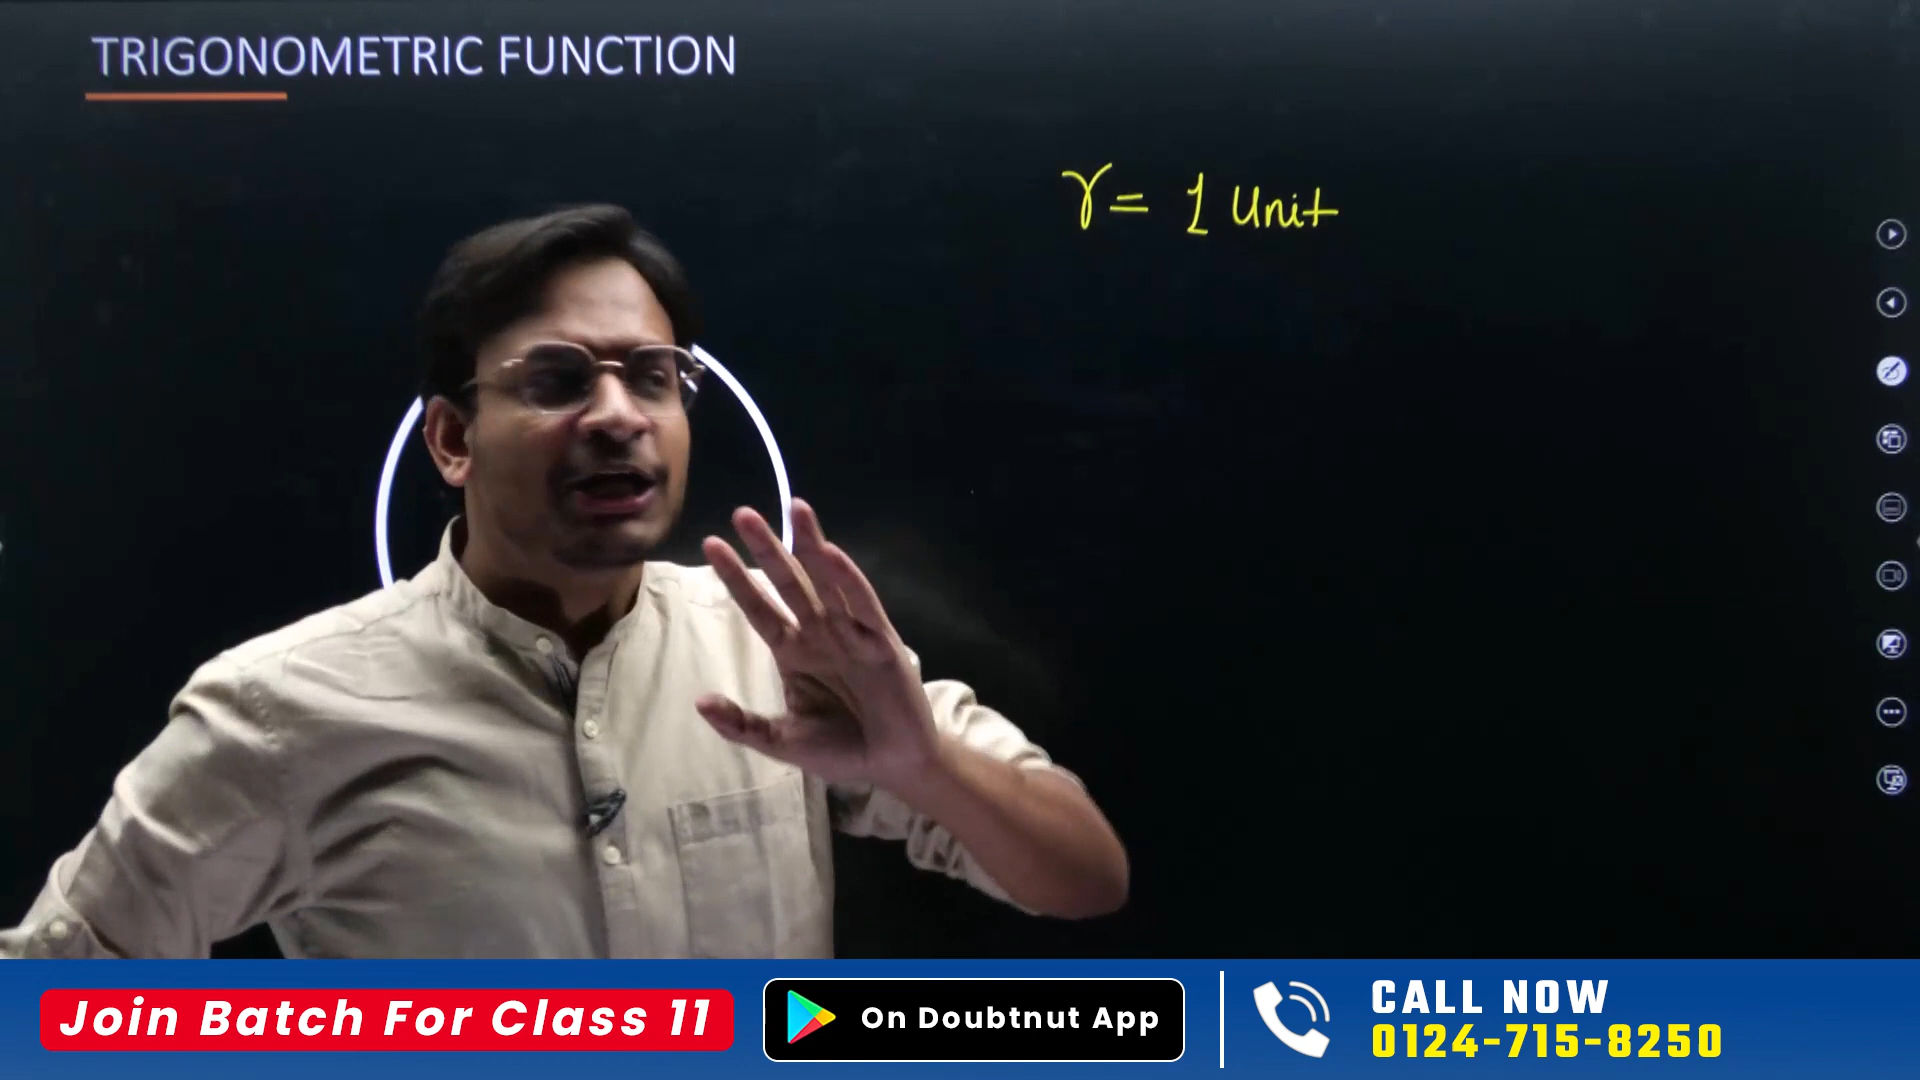 TRIGONOMETRIC FUNCTION
r = 1 Unit
Join Batch For Class 11
On Doubtnut App
CALL NOW
0124-715-8250